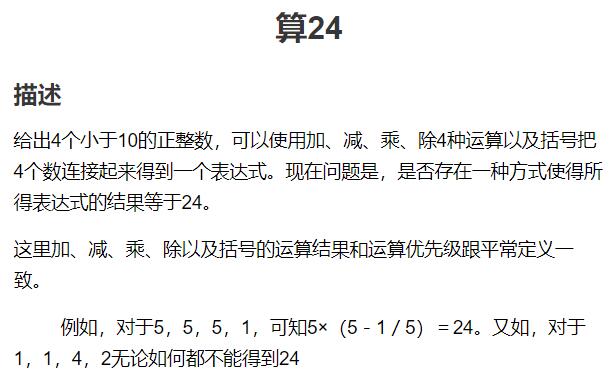 算24
描述
给出4个小于10的正整数，可以使用加、减、乘、除4种运算以及括号把
4个数连接起来得到一个表达式。现在问题是，是否存在一种方式使得所
得表达式的结果等于24。
这里加、减、乘、除以及括号的运算结果和运算优先级跟平常定义一
致。
例如，对于5，5，5，1，可知5×（5－1／5）＝24。又如，对于
1，1，4，2无论如何都不能得到24